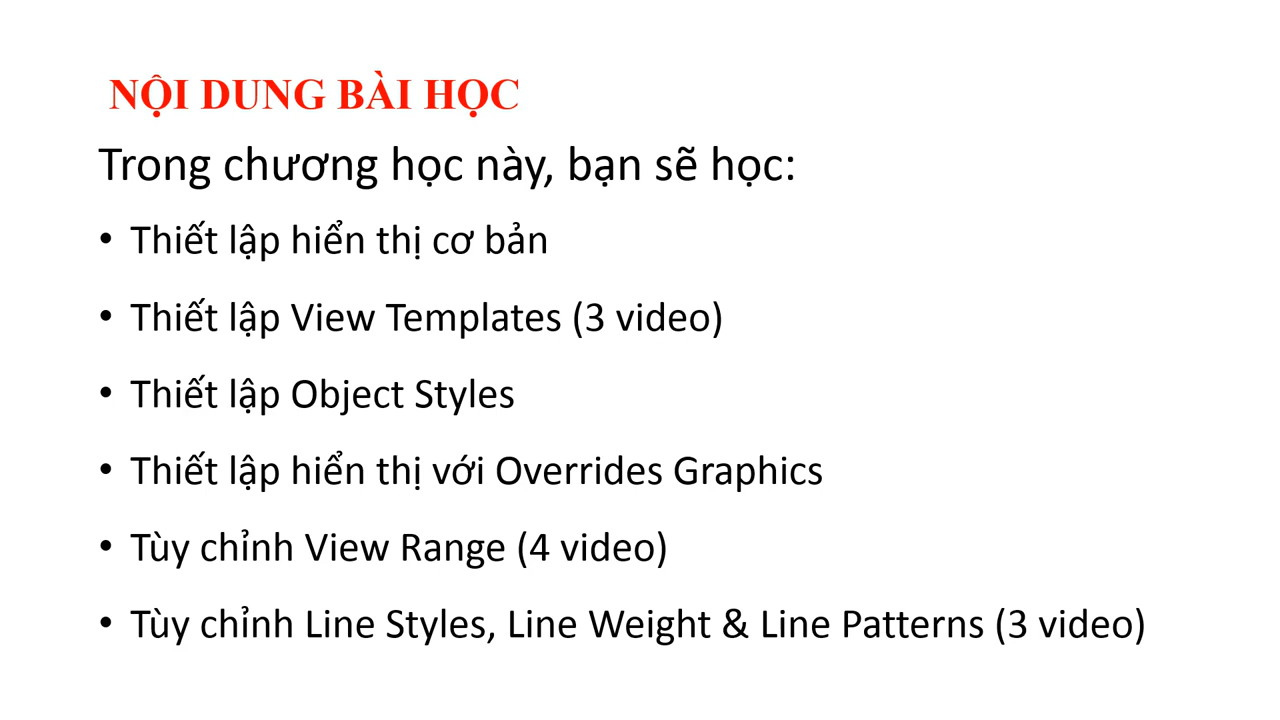 NỘI DUNG BÀI HỌC
Trong chương học này, bạn sẽ học:
• Thiết lập hiển thị cơ bản
• Thiết lập View Templates (3 video)
• Thiết lập Object Styles
• Thiết lập hiển thị với Overrides Graphics
• Tùy chỉnh View Range (4 video)
• Tùy chỉnh Line Styles, Line Weight & Line Patterns (3 video)